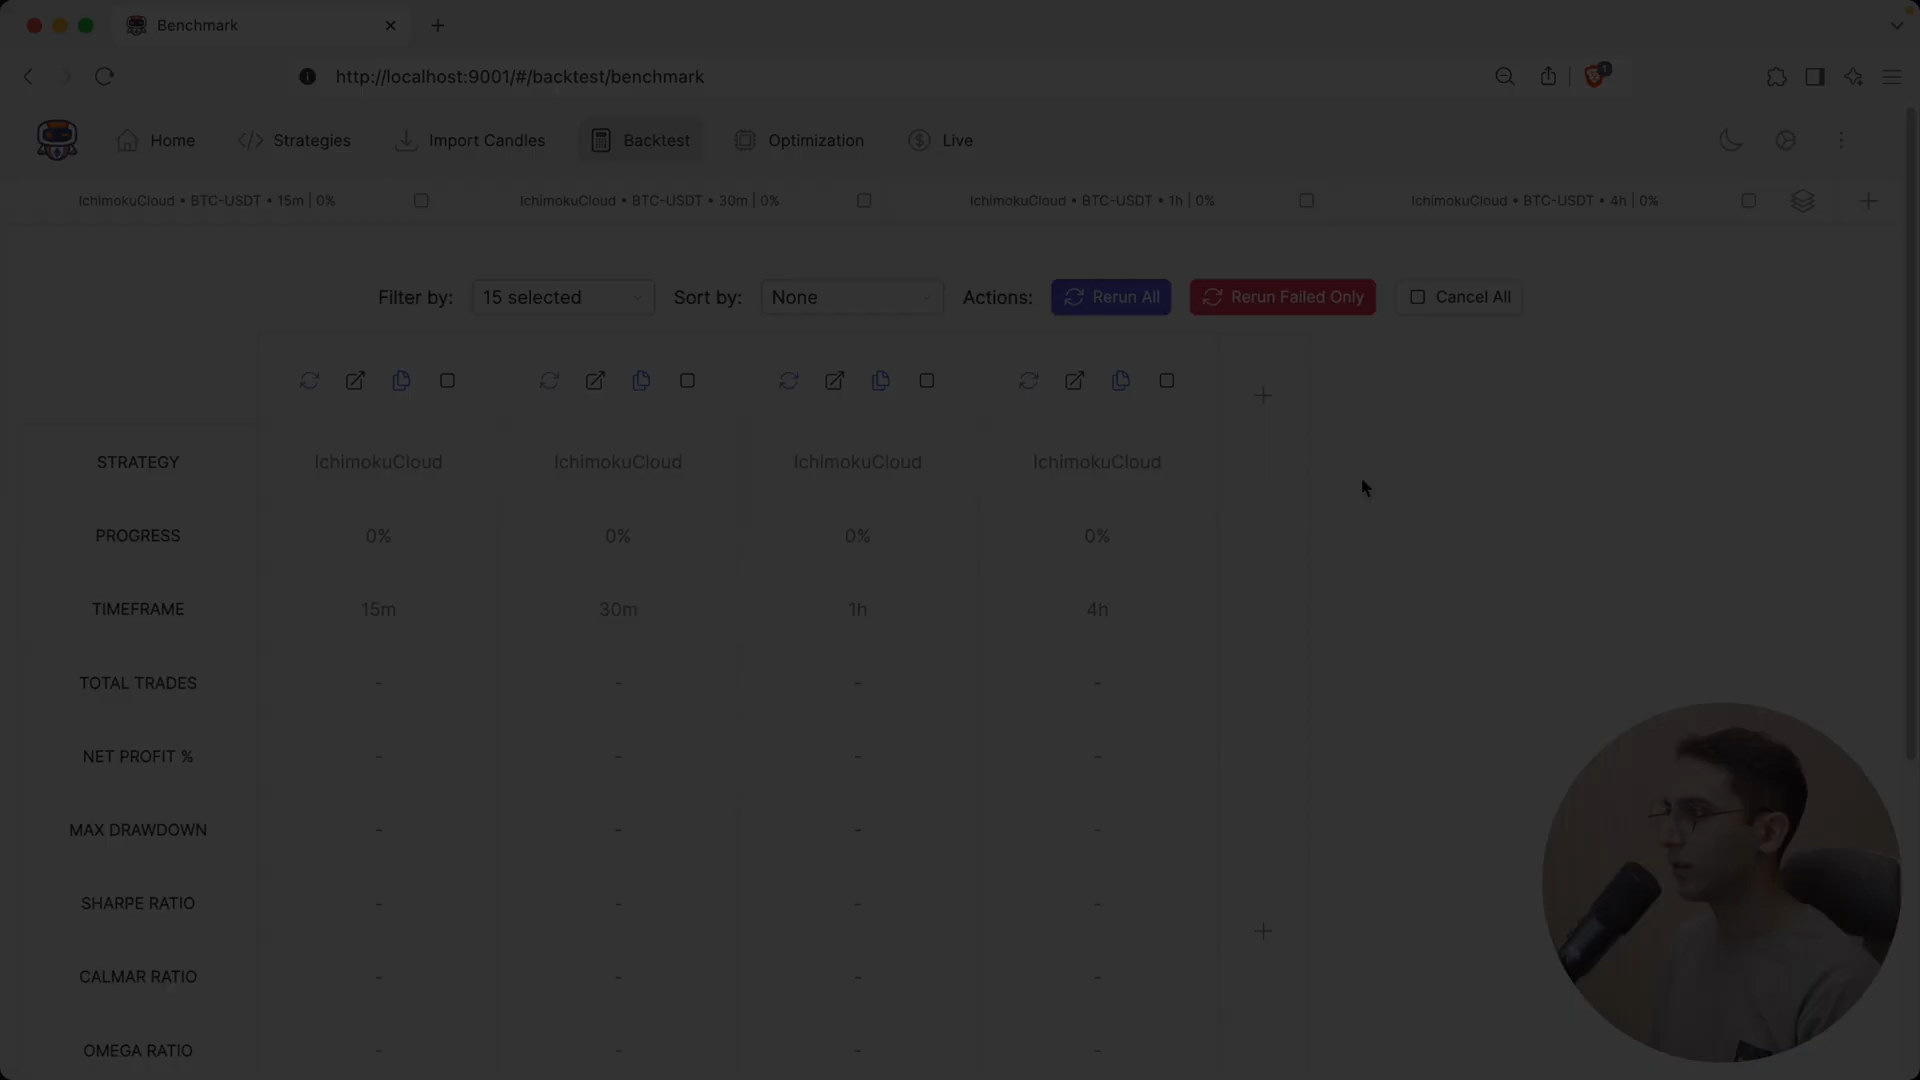 Benchmark
http://localhost:9001/#/backtest/benchmark
1
Home
Strategies
Import Candles
Backtest
Optimization
Live
IchimokuCloud • BTC-USDT • 15m | 0%
IchimokuCloud • BTC-USDT • 30m | 0%
IchimokuCloud • BTC-USDT • 1h | 0%
IchimokuCloud • BTC-USDT • 4h | 0%
Filter by: 15 selected Sort by: None Actions: Rerun All Rerun Failed Only Cancel All
STRATEGY IchimokuCloud IchimokuCloud IchimokuCloud IchimokuCloud
PROGRESS 0% 0% 0% 0%
TIMEFRAME 15m 30m 1h 4h
TOTAL TRADES - - - -
NET PROFIT % - - - -
MAX DRAWDOWN - - - -
SHARPE RATIO - - - -
CALMAR RATIO - - - -
OMEGA RATIO - - - -